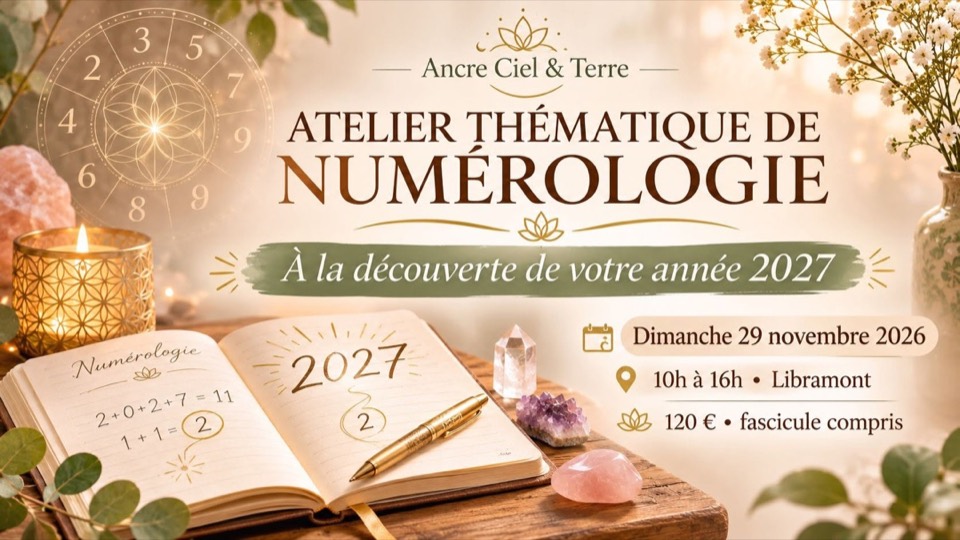 Ancre Ciel & Terre
ATELIER THÉMATIQUE DE
NUMÉROLOGIE
À la découverte de votre année 2027
Dimanche 29 novembre 2026
10h à 16h • Libramont
120 € • fascicule compris
3
5
2
7
4
9
6
8
9
Numérologie
2+0+2+7 = 11
1+1 = 2
2027
2